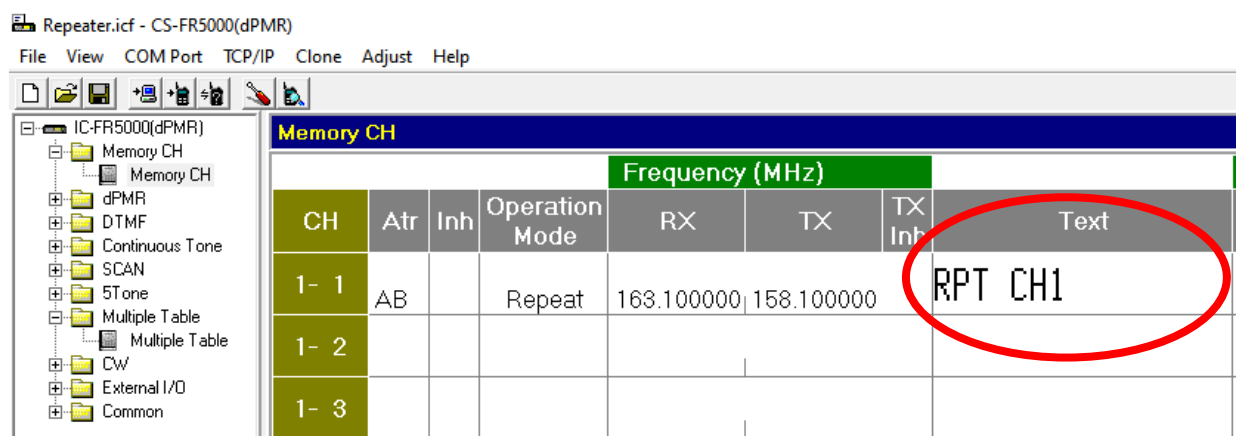 Repeater.icf - CS-FR5000(dPMR)
File View COM Port TCP/IP Clone Adjust Help
IC-FR5000(dPMR)
Memory CH
Memory CH
dPMR
DTMF
Continuous Tone
SCAN
5Tone
Multiple Table
Multiple Table
CW
External I/O
Common
Memory CH
Frequency (MHz)
CH Atr Inh Operation Mode RX TX TX Inh Text
1- 1 AB Repeat 163.100000 158.100000 RPT CH1
1- 2
1- 3